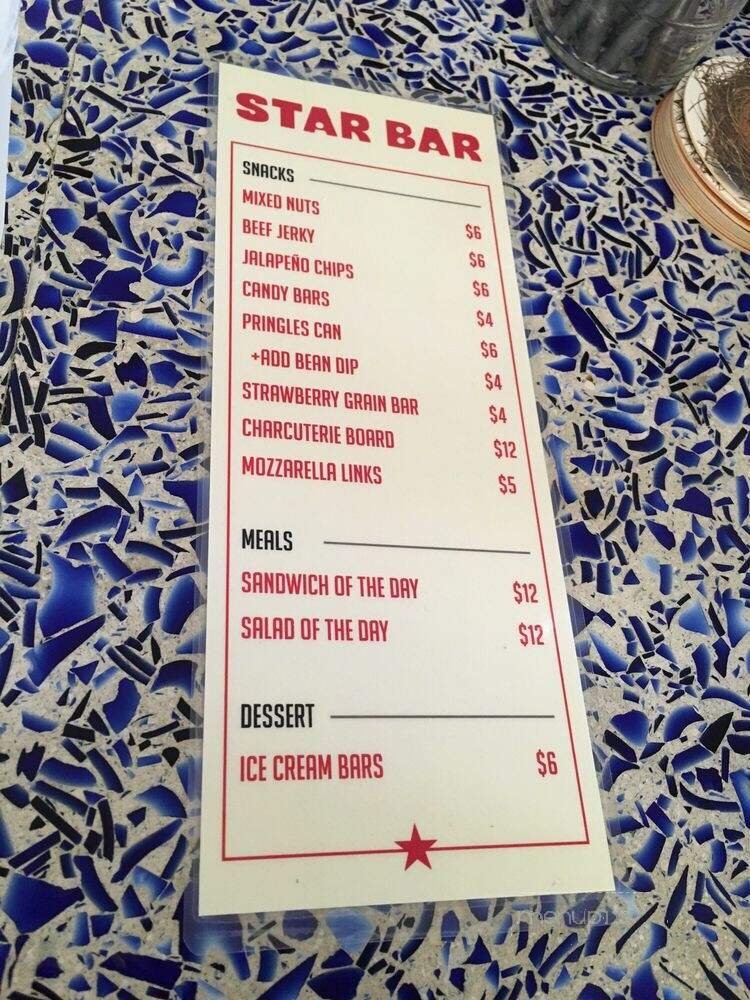 STAR BAR
SNACKS
MIXED NUTS $6
BEEF JERKY $6
JALAPEÑO CHIPS $6
CANDY BARS $4
PRINGLES CAN $6
+ADD BEAN DIP $4
STRAWBERRY GRAIN BAR $4
CHARCUTERIE BOARD $12
MOZZARELLA LINKS $5
MEALS
SANDWICH OF THE DAY $12
SALAD OF THE DAY $12
DESSERT
ICE CREAM BARS $6